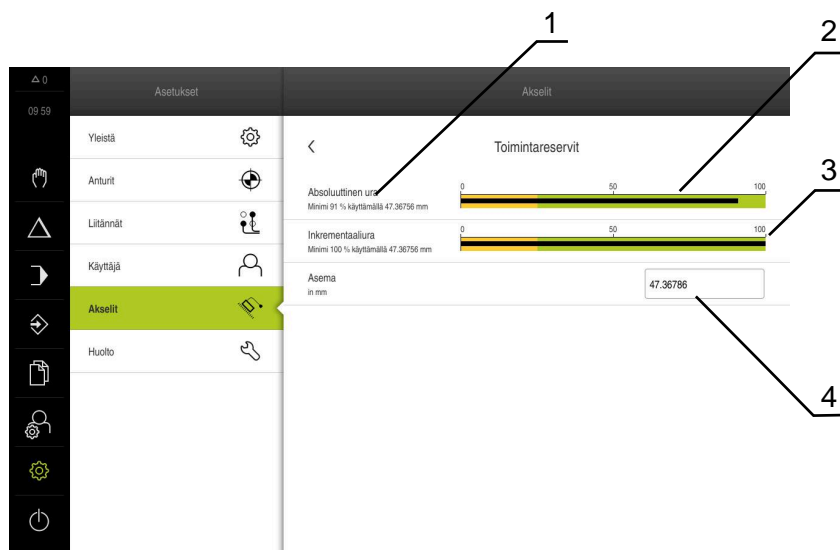 1
2
△ 0
Asetukset
Akselit
09 59
Yleistä
Toimintareservit
Anturit
Absoluuttinen ura
Minimi 91 % käyttämällä 47.36756 mm
0 50 100
3
Liitännät
Inkrementaaliura
Minimi 100 % käyttämällä 47.36756 mm
0 50 100
Käyttäjä
Asema
in mm
47.36786
Akselit
Huolto
4